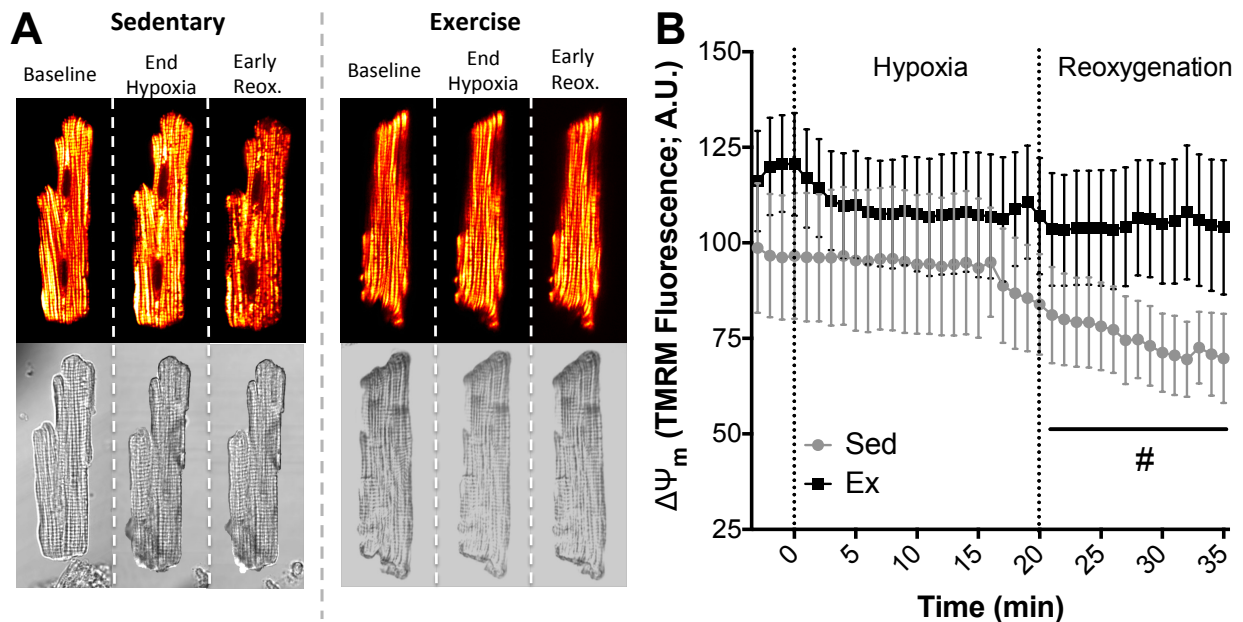 A
Sedentary
Exercise
Baseline
End
Hypoxia
Early
Reox.
Baseline
End
Hypoxia
Early
Reox.
B
ΔΨm (TMRM Fluorescence; A.U.)
150
125
100
75
50
25
Hypoxia
Reoxygenation
Sed
Ex
#
0
5
10
15
20
25
30
35
Time (min)